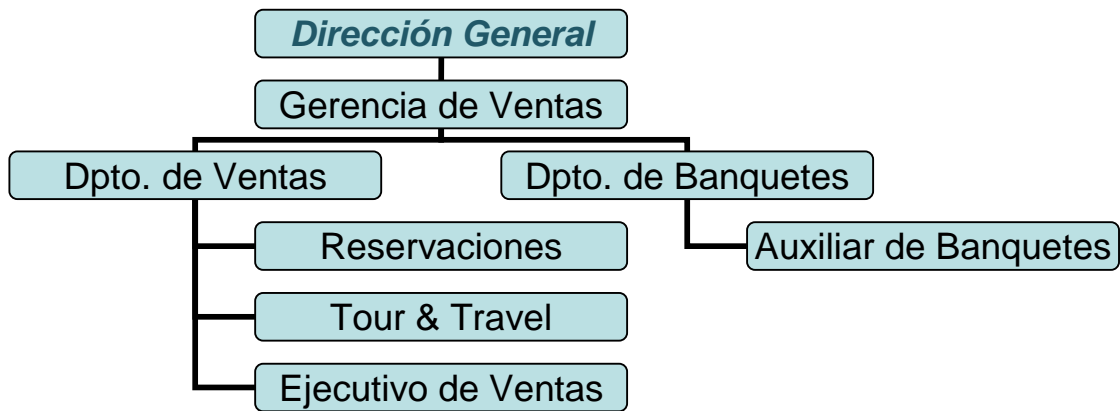 Dirección General
Gerencia de Ventas
Dpto. de Ventas
Dpto. de Banquetes
Reservaciones
Auxiliar de Banquetes
Tour & Travel
Ejecutivo de Ventas